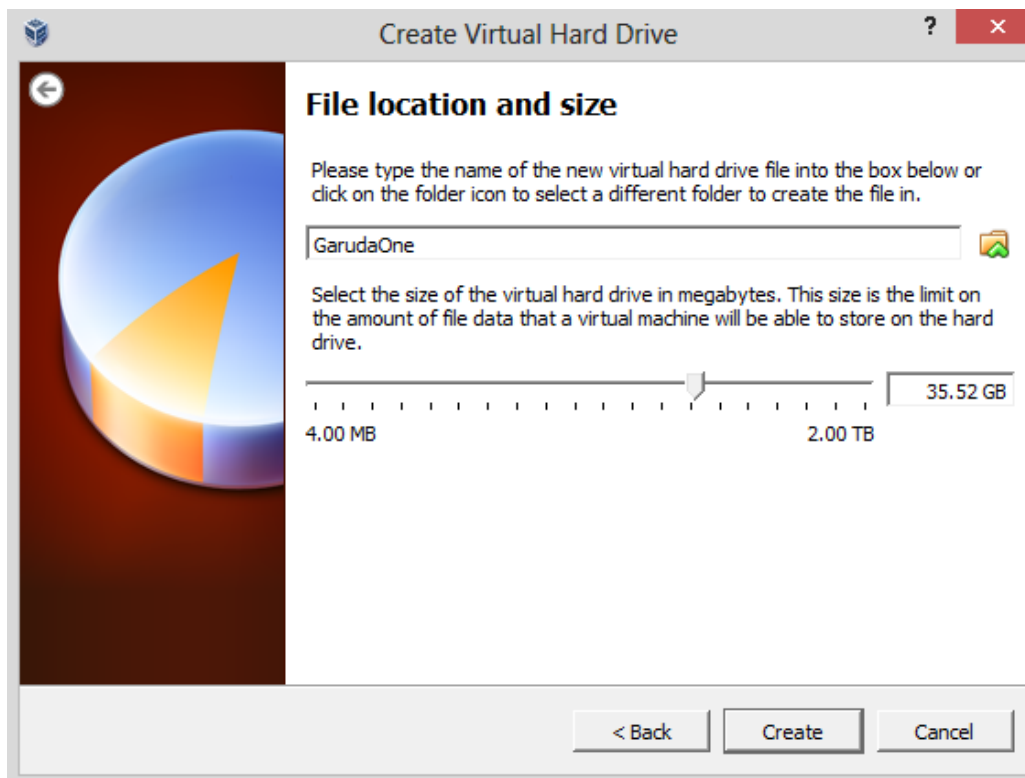 Create Virtual Hard Drive
?
File location and size
Please type the name of the new virtual hard drive file into the box below or
click on the folder icon to select a different folder to create the file in.
GarudaOne
Select the size of the virtual hard drive in megabytes. This size is the limit on
the amount of file data that a virtual machine will be able to store on the hard
drive.
35.52 GB
4.00 MB 2.00 TB
< Back Create Cancel